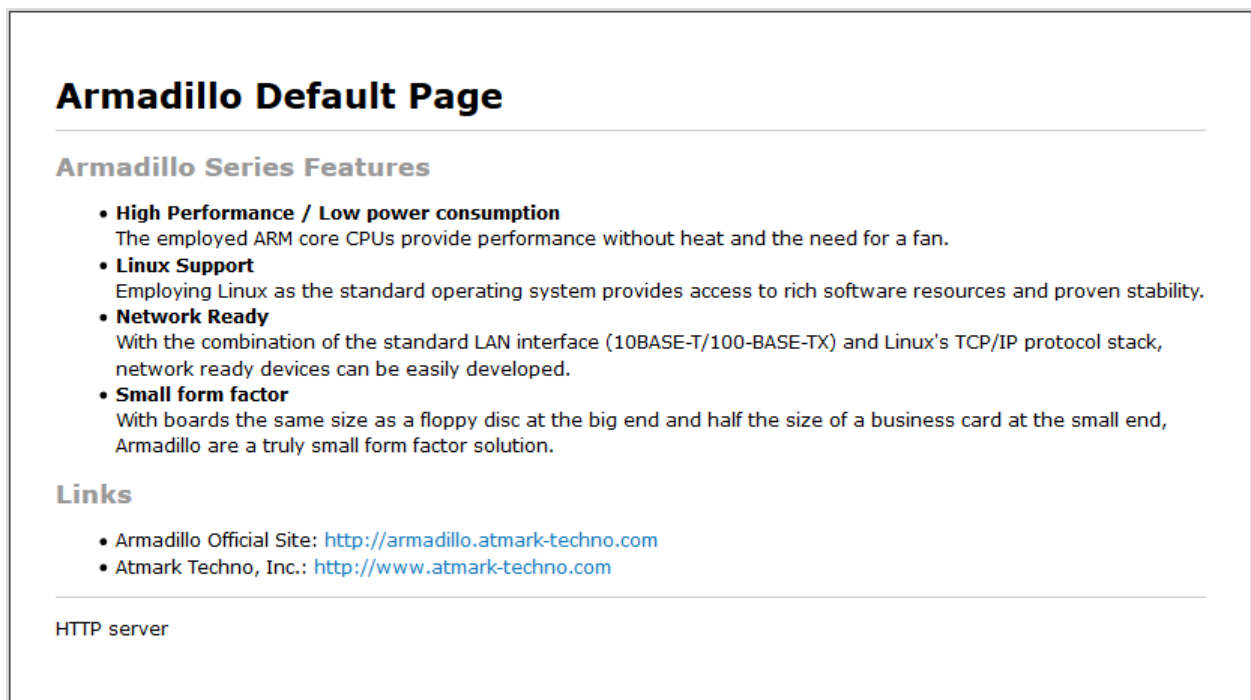 Armadillo Default Page
Armadillo Series Features
• High Performance / Low power consumption
The employed ARM core CPUs provide performance without heat and the need for a fan.
• Linux Support
Employing Linux as the standard operating system provides access to rich software resources and proven stability.
• Network Ready
With the combination of the standard LAN interface (10BASE-T/100-BASE-TX) and Linux's TCP/IP protocol stack,
network ready devices can be easily developed.
• Small form factor
With boards the same size as a floppy disc at the big end and half the size of a business card at the small end,
Armadillo are a truly small form factor solution.
Links
• Armadillo Official Site: http://armadillo.atmark-techno.com
• Atmark Techno, Inc.: http://www.atmark-techno.com
HTTP server